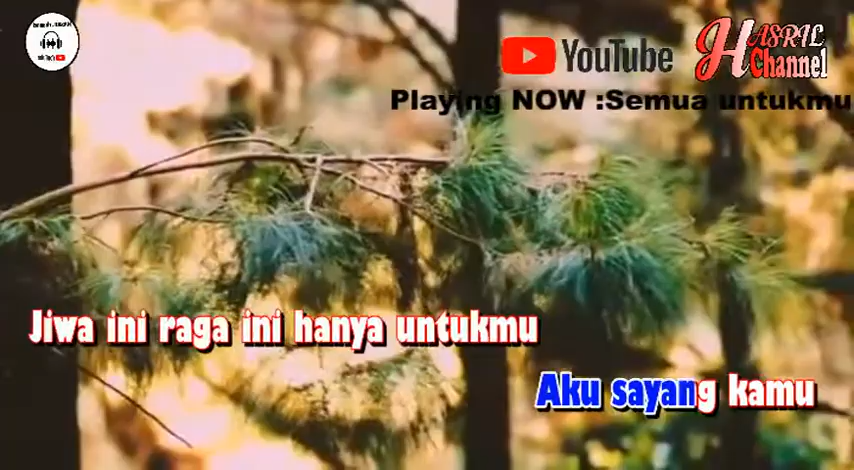 YouTube
HASRIL
Channel
Playing NOW :Semua untukmu
Jiwa ini raga ini hanya untukmu
Aku sayang kamu